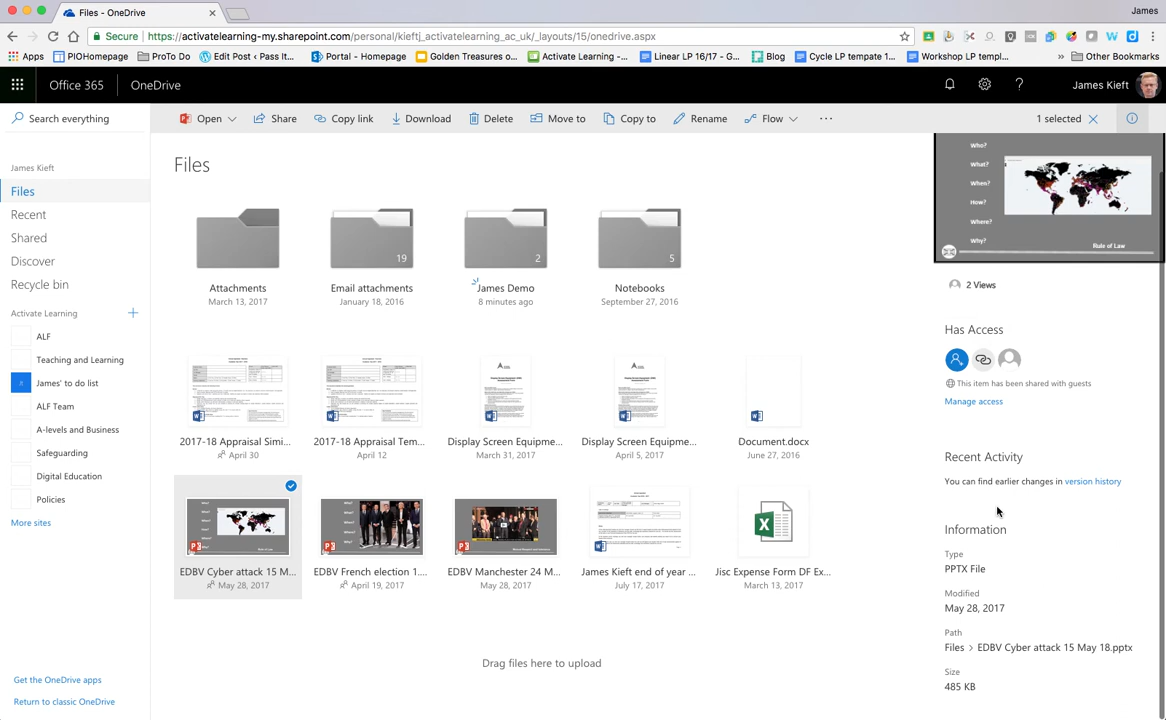 Files - OneDrive
James
Secure https://activatelearning-my.sharepoint.com/personal/kieftj_activatelearning_ac_uk/_layouts/15/onedrive.aspx
Apps PIOHomepage ProTo Do Edit Post ‹ Pass It... Portal - Homepage Golden Treasures o... Activate Learning -... Linear LP 16/17 - G... Blog Cycle LP tempate 1... Workshop LP templ... » Other Bookmarks
Office 365 OneDrive ? James Kieft
Search everything
Open Share Copy link Download Delete Move to Copy to Rename Flow ... 1 selected
James Kieft
Files
Recent
Shared
Discover
Recycle bin
Activate Learning
ALF
Teaching and Learning
James' to do list
ALF Team
A-levels and Business
Safeguarding
Digital Education
Policies
More sites
Get the OneDrive apps
Return to classic OneDrive
Files
19 2 5
Attachments Email attachments James Demo Notebooks
March 13, 2017 January 18, 2016 8 minutes ago September 27, 2016
2017-18 Appraisal Simi... 2017-18 Appraisal Tem... Display Screen Equipme... Display Screen Equipme... Document.docx
April 30 April 12 March 31, 2017 April 5, 2017 June 27, 2016
EDBV Cyber attack 15 M... EDBV French election 1.... EDBV Manchester 24 M... James Kieft end of year ... Jisc Expense Form DF Ex...
May 28, 2017 April 19, 2017 May 28, 2017 July 17, 2017 March 13, 2017
Drag files here to upload
Who?
What?
When?
How?
Where?
Why?
Rule of Law
2 Views
Has Access
This item has been shared with guests
Manage access
Recent Activity
You can find earlier changes in version history
Information
Type
PPTX File
Modified
May 28, 2017
Path
Files > EDBV Cyber attack 15 May 18.pptx
Size
485 KB